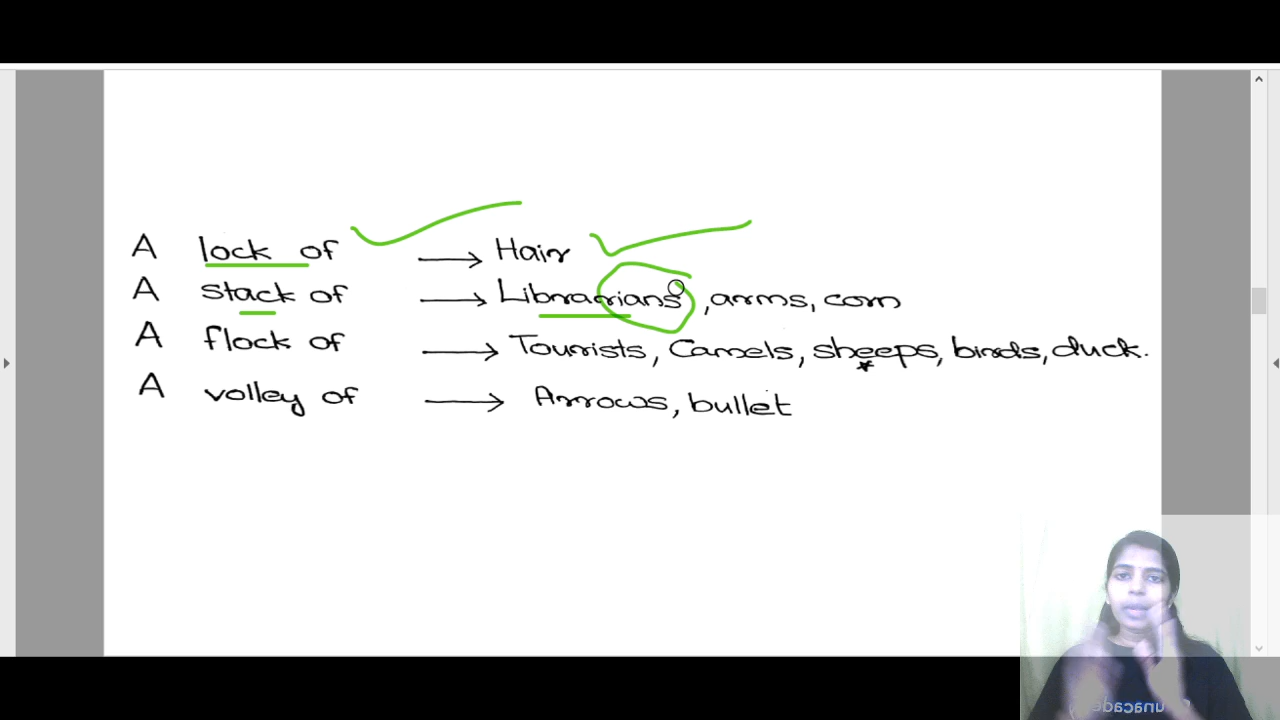 A lock of → Hair
A stack of → Librarians, arms, corn
A flock of → Tourists, Camels, sheeps, birds, duck.
A volley of → Arrows, bullet
unacade